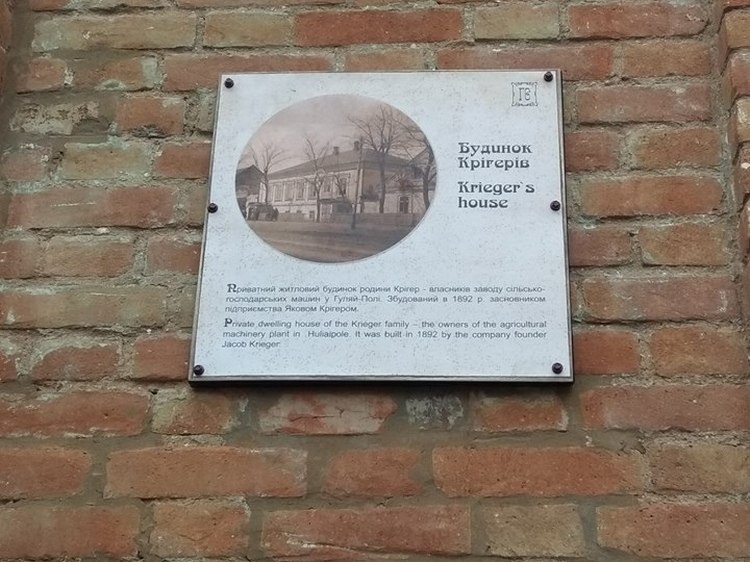 Будинок
Крігерів
Krieger`s
house
Приватний житловий будинок родини Крігер - власників заводу сільсько-
господарських машин у Гуляй-Полі. Збудований в 1892 р. засновником
підприємства Яковом Крігером.
Private dwelling house of the Krieger family – the owners of the agricultural
machinery plant in Huliaipole. It was built in 1892 by the company founder
Jacob Krieger